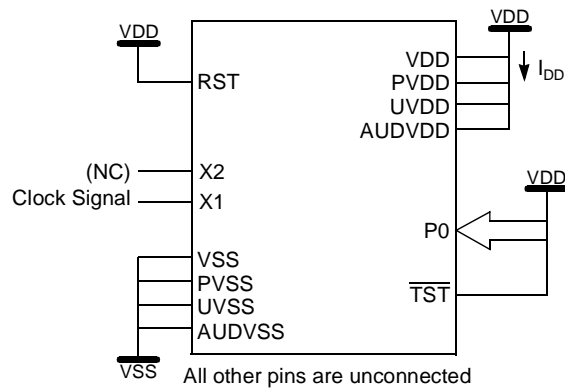 VDD
VDD
VDD
RST
PVDD
I_DD
UVDD
AUDVDD
(NC)
X2
VDD
Clock Signal
X1
P0
VSS
PVSS
TST
UVSS
AUDVSS
VSS
All other pins are unconnected